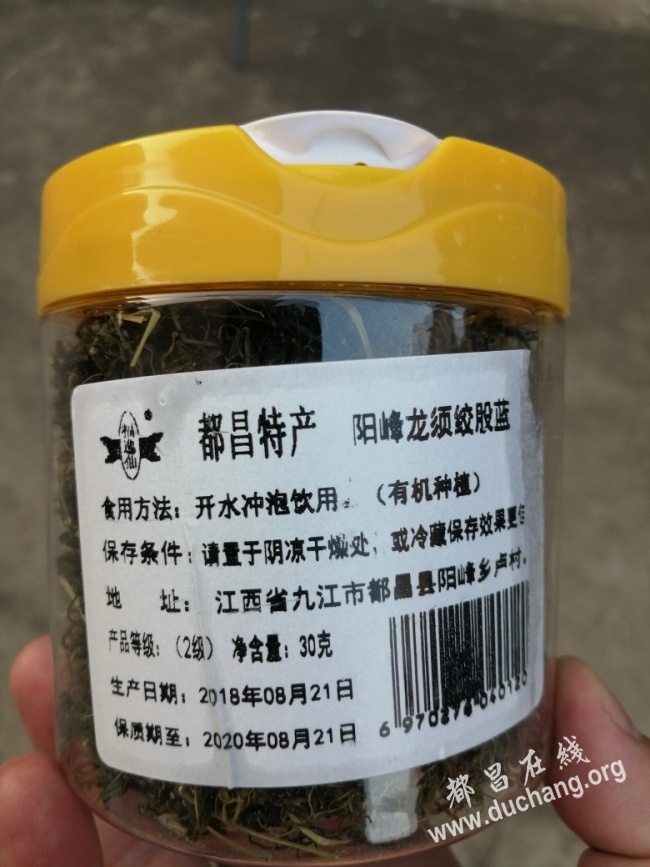 都昌特产 阳峰龙须绞股蓝
®
食用方法：开水冲泡饮用。（有机种植）
保存条件：请置于阴凉干燥处，或冷藏保存效果更佳
地 址：江西省九江市都昌县阳峰乡卢村。
产品等级：（2级） 净含量：30克
生产日期：2018年08月21日
保质期至：2020年08月21日
都昌在线
www.duchang.org